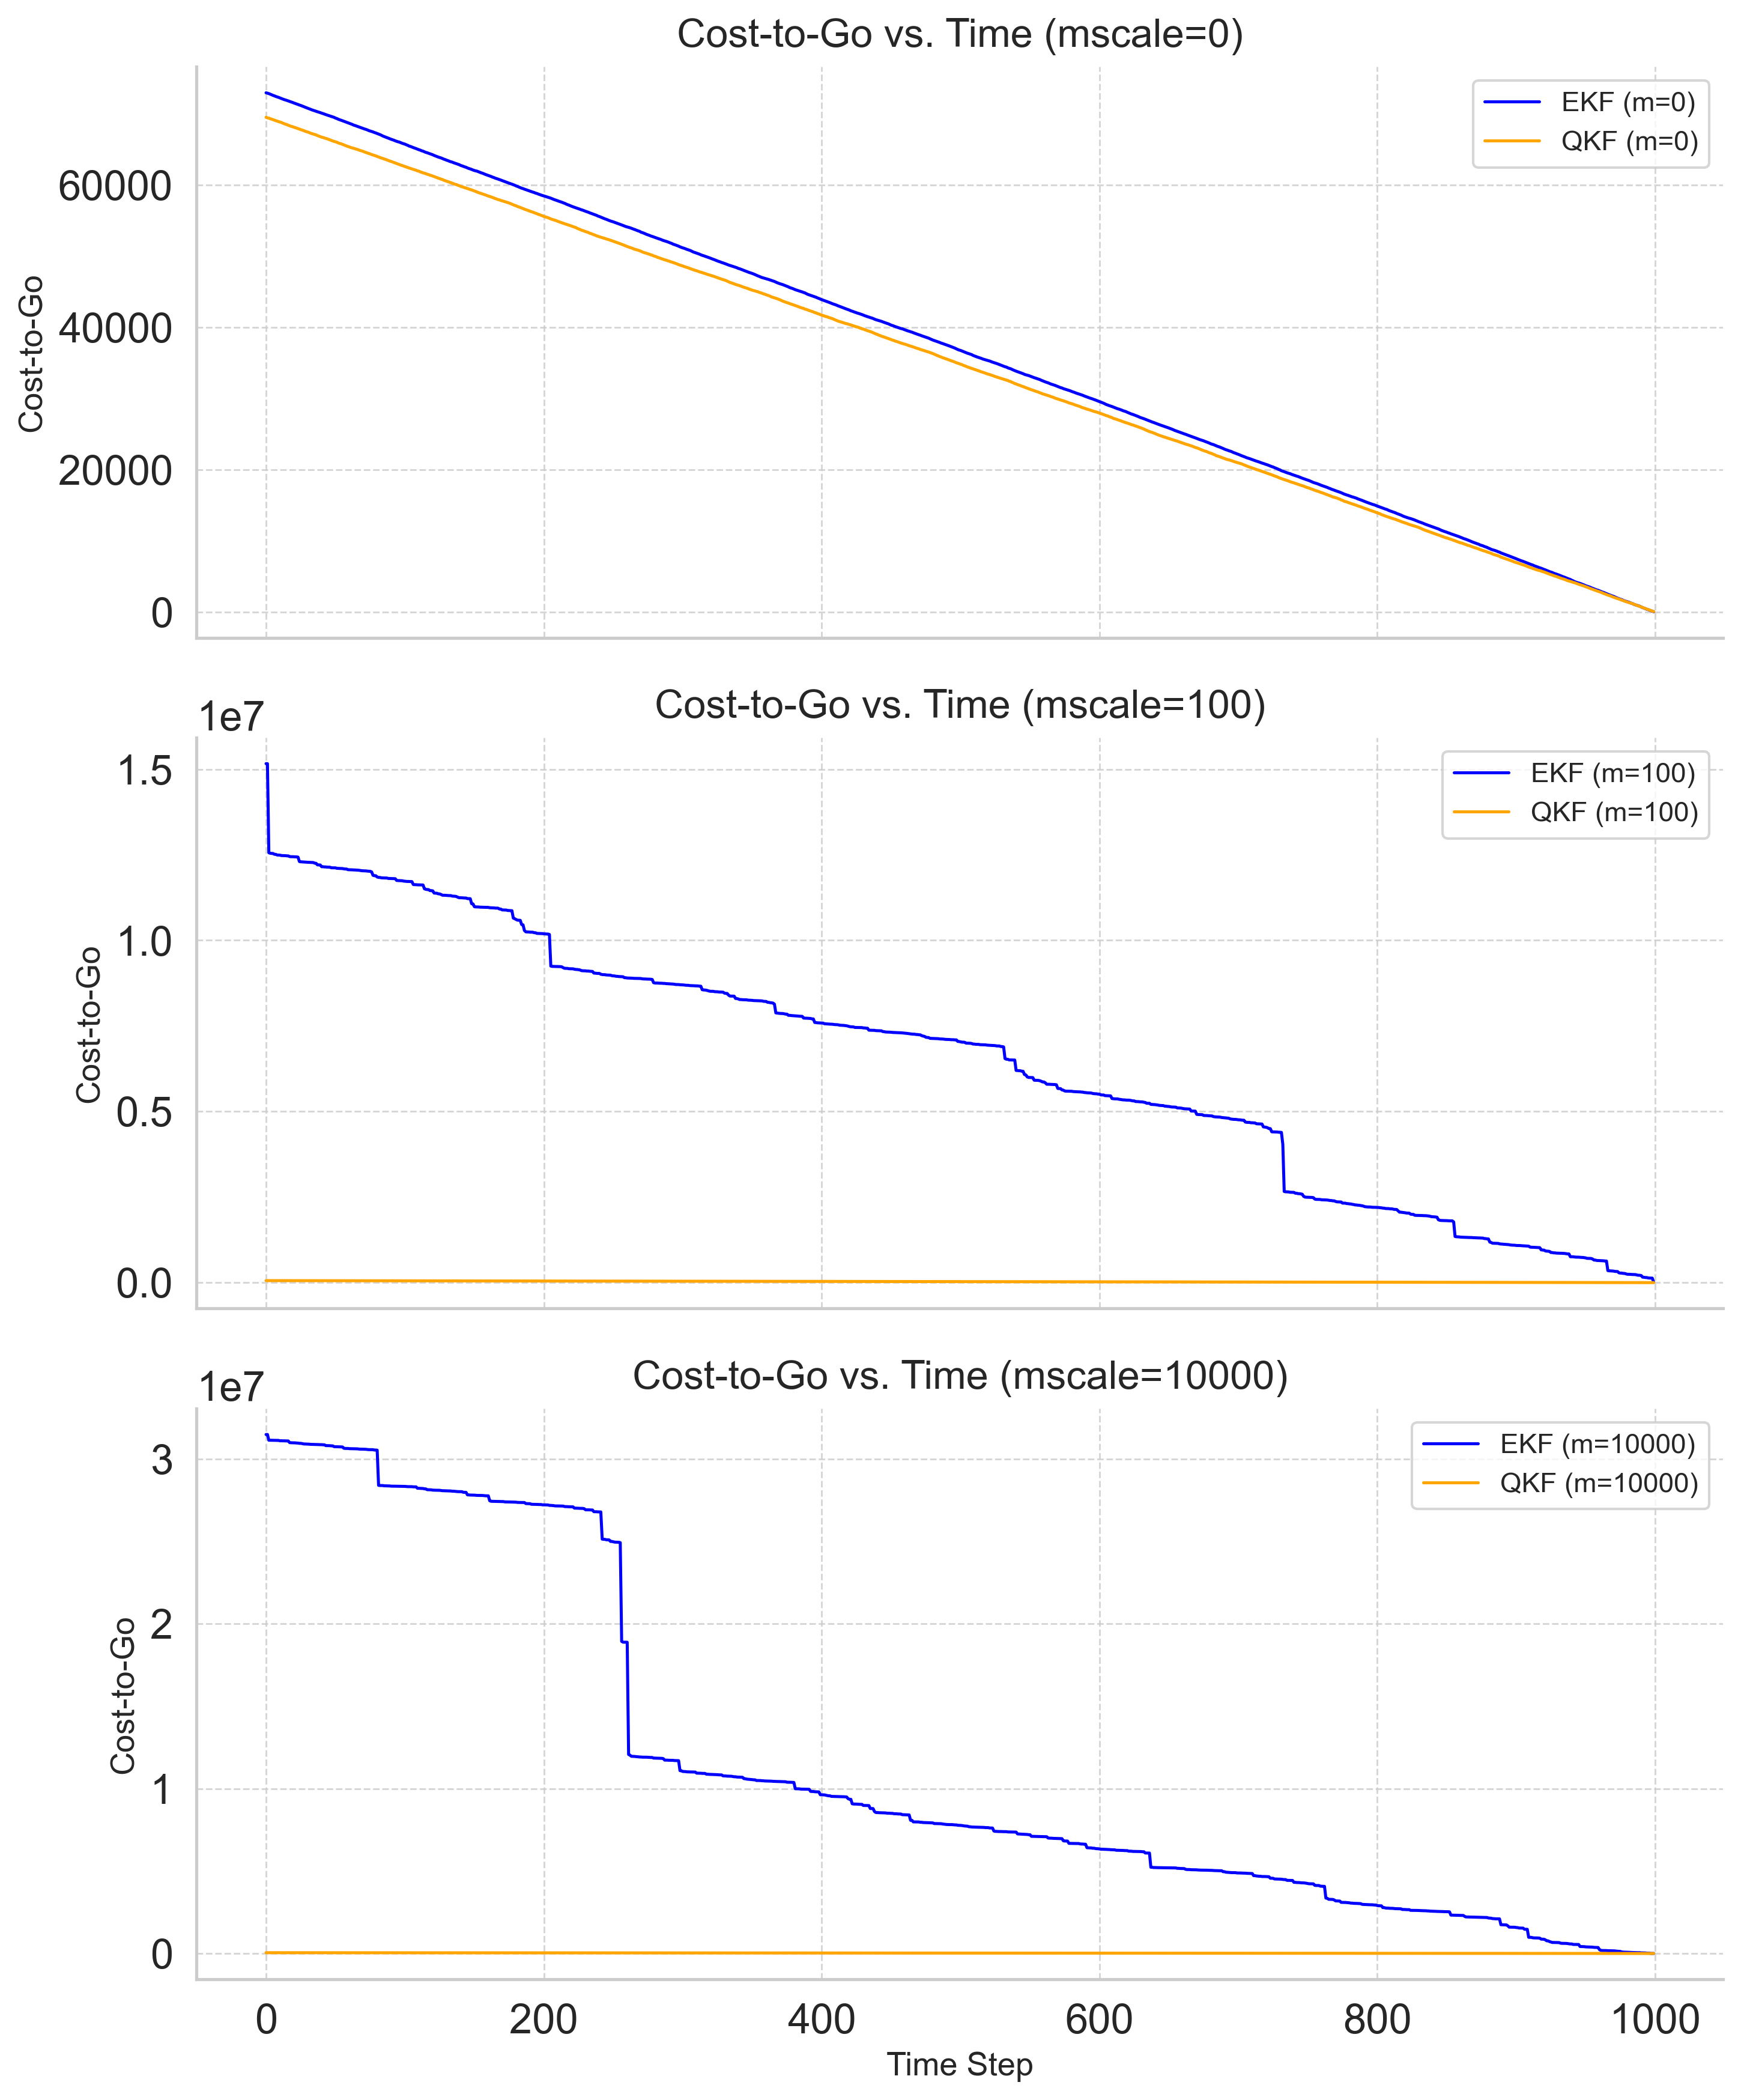 Cost-to-Go vs. Time (mscale=0)
EKF (m=0)
QKF (m=0)
60000
40000
20000
0
Cost-to-Go
1e7
Cost-to-Go vs. Time (mscale=100)
EKF (m=100)
QKF (m=100)
1.5
1.0
0.5
0.0
Cost-to-Go
1e7
Cost-to-Go vs. Time (mscale=10000)
EKF (m=10000)
QKF (m=10000)
3
2
1
0
Cost-to-Go
0 200 400 600 800 1000
Time Step